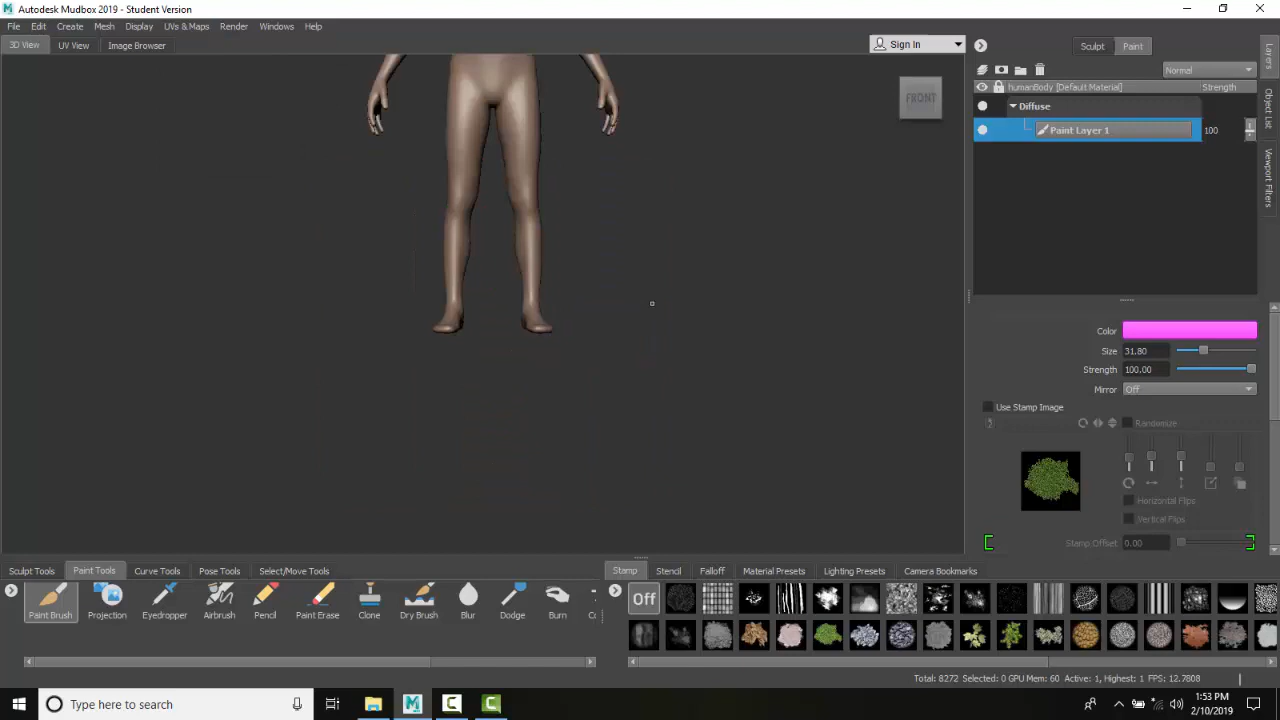 Autodesk Mudbox 2019 - Student Version
File Edit Create Mesh Display UVs & Maps Render Windows Help
3D View UV View Image Browser Sign In Sculpt Paint
Layers
Object List
Viewport Filters
Normal
humanBody [Default Material] Strength
Diffuse
Paint Layer 1 100
FRONT
Color
Size 31.80
Strength 100.00
Mirror Off
Use Stamp Image
Randomize
Horizontal Flips
Vertical Flips
Stamp Offset 0.00
Sculpt Tools Paint Tools Curve Tools Pose Tools Select/Move Tools
Stamp Stencil Falloff Material Presets Lighting Presets Camera Bookmarks
Off
Paint Brush Projection Eyedropper Airbrush Pencil Paint Erase Clone Dry Brush Blur Dodge Burn Cc
Total: 8272 Selected: 0 GPU Mem: 60 Active: 1, Highest: 1 FPS: 12.7808
Type here to search
1:53 PM
2/10/2019